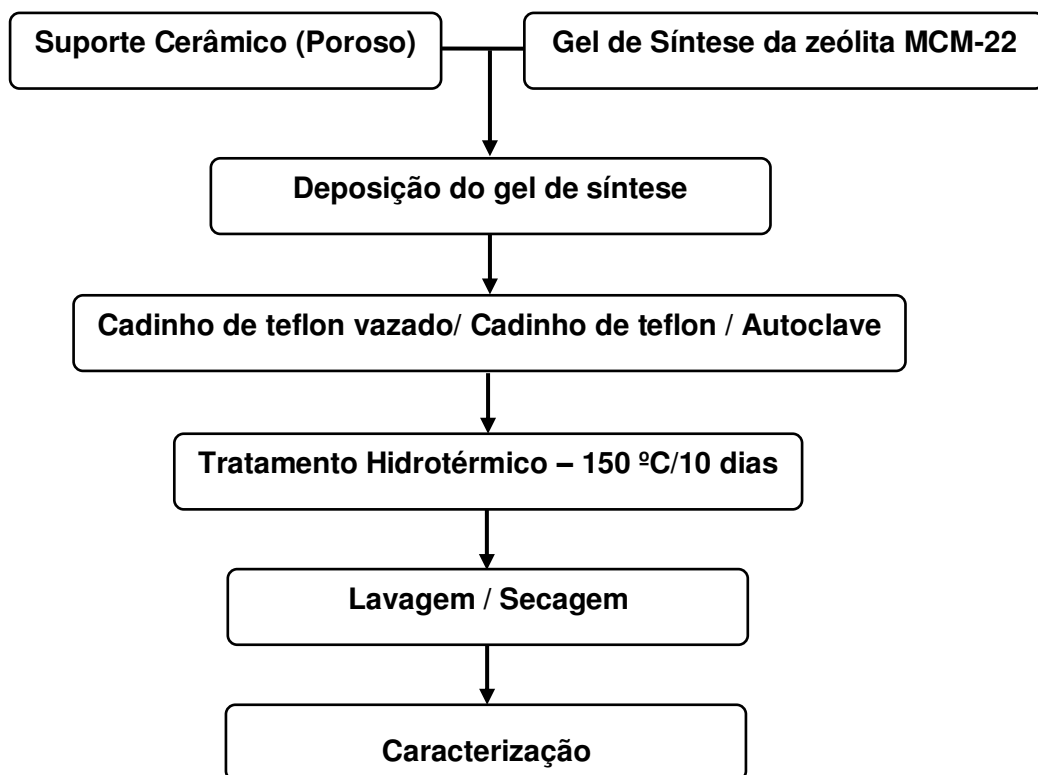 Suporte Cerâmico (Poroso)
Gel de Síntese da zeólita MCM-22
Deposição do gel de síntese
Cadinho de teflon vazado/ Cadinho de teflon / Autoclave
Tratamento Hidrotérmico – 150 ºC/10 dias
Lavagem / Secagem
Caracterização